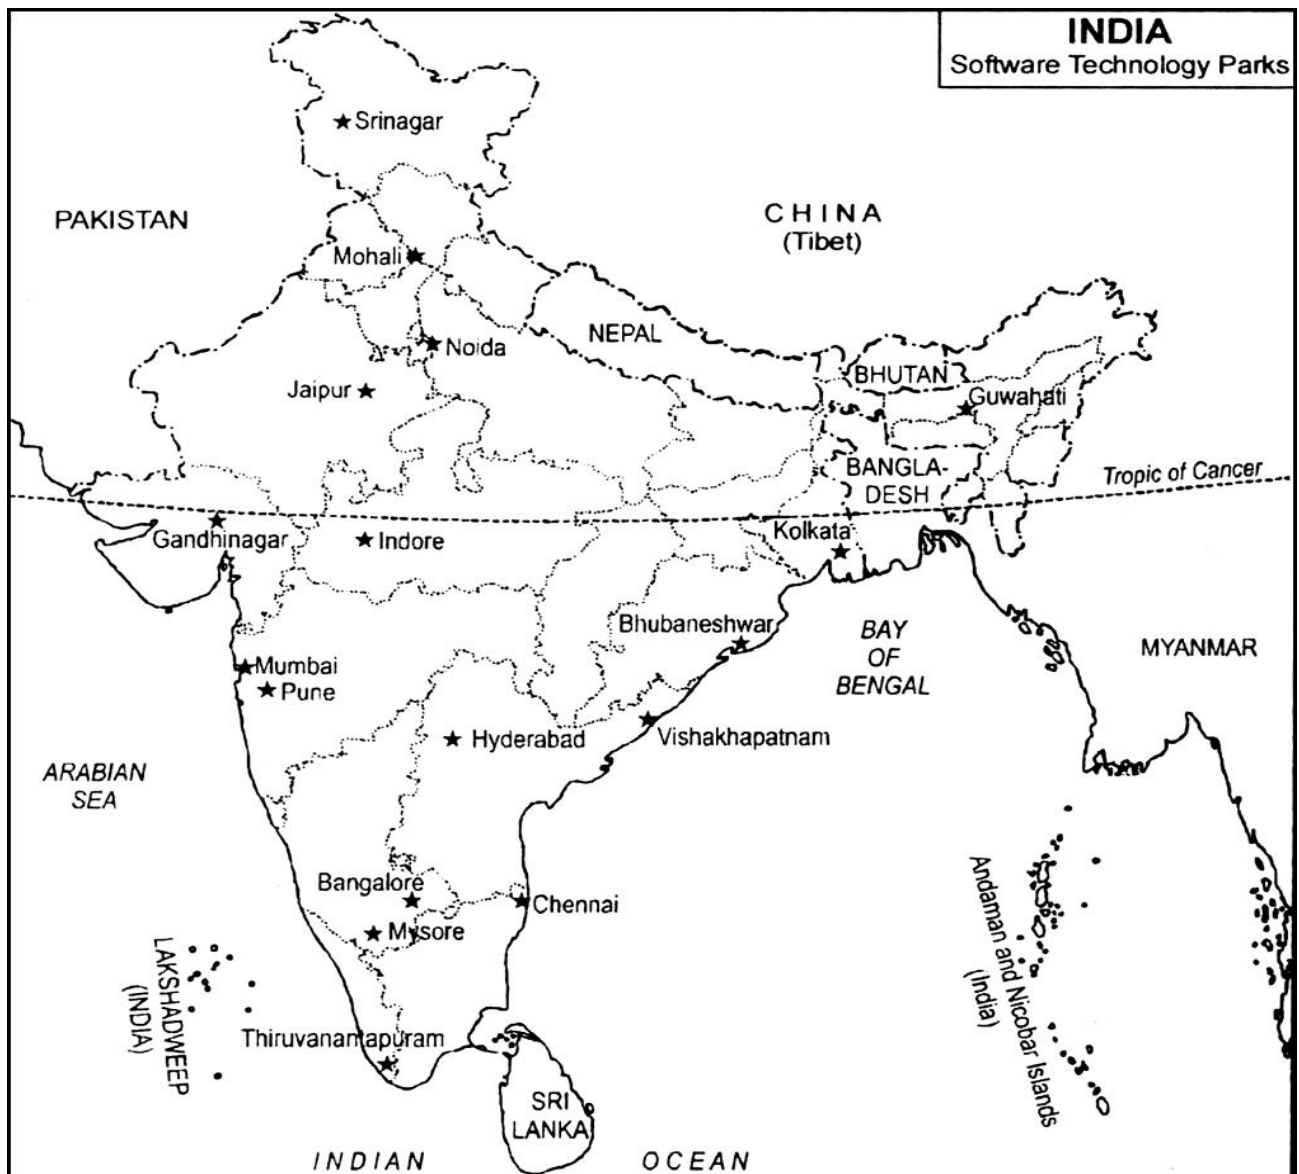 INDIA
Software Technology Parks
Srinagar
PAKISTAN
CHINA
(Tibet)
Mohali
NEPAL
Noida
BHUTAN
Jaipur
Guwahati
BANGLA-
DESH
Tropic of Cancer
Kolkata
Gandhinagar
Indore
Bhubaneshwar
BAY
OF
BENGAL
MYANMAR
Mumbai
Pune
Hyderabad
Vishakhapatnam
ARABIAN
SEA
Bangalore
Chennai
Mysore
LAKSHADWEEP
(INDIA)
Andaman and Nicobar Islands
(India)
Thiruvanantapuram
SRI
LANKA
INDIAN OCEAN